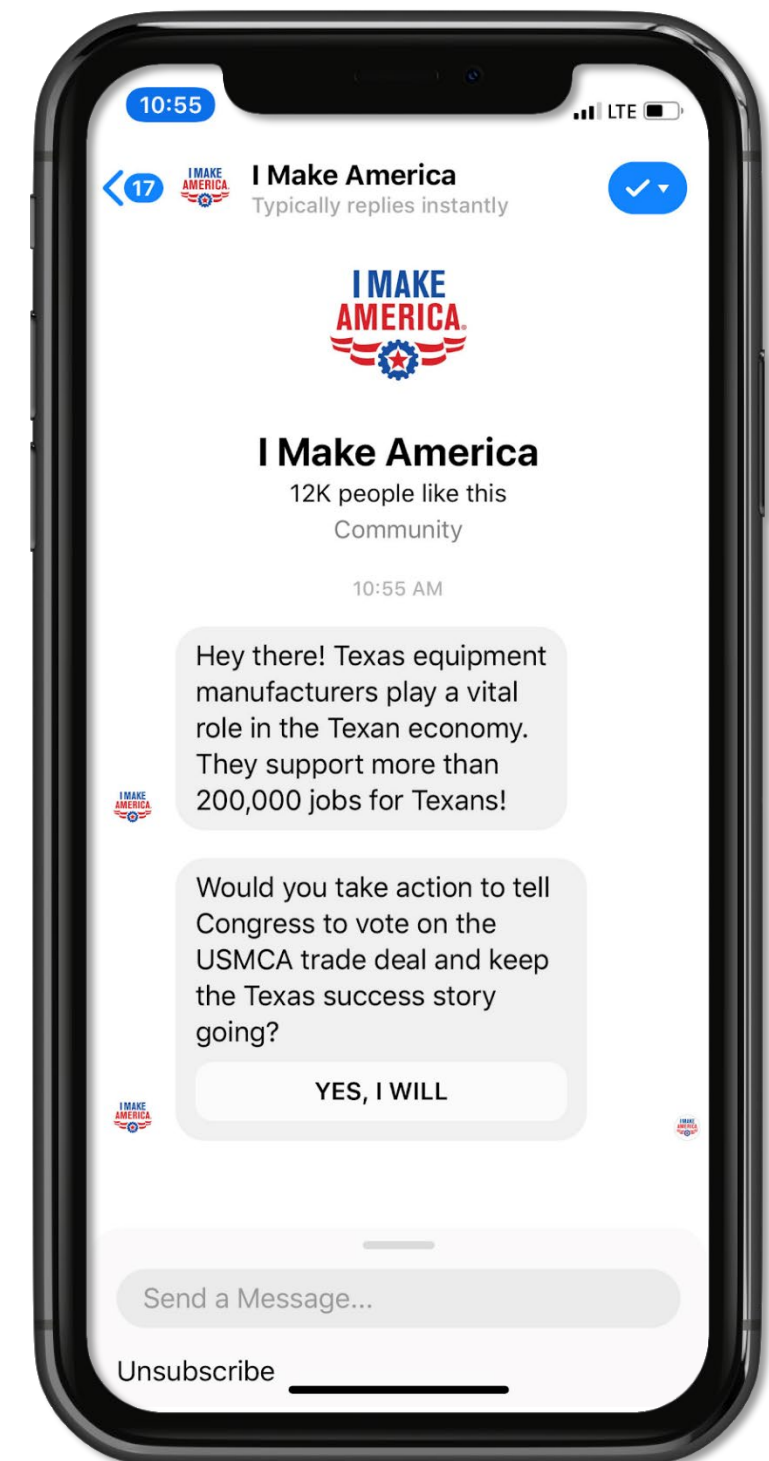 10:55
LTE
17
I MAKE
AMERICA.
I Make America
Typically replies instantly
I MAKE
AMERICA®
I Make America
12K people like this
Community
10:55 AM
Hey there! Texas equipment
manufacturers play a vital
role in the Texan economy.
They support more than
200,000 jobs for Texans!
I MAKE
AMERICA
Would you take action to tell
Congress to vote on the
USMCA trade deal and keep
the Texas success story
going?
YES, I WILL
I MAKE
AMERICA
I MAKE
AMERICA
Send a Message...
Unsubscribe